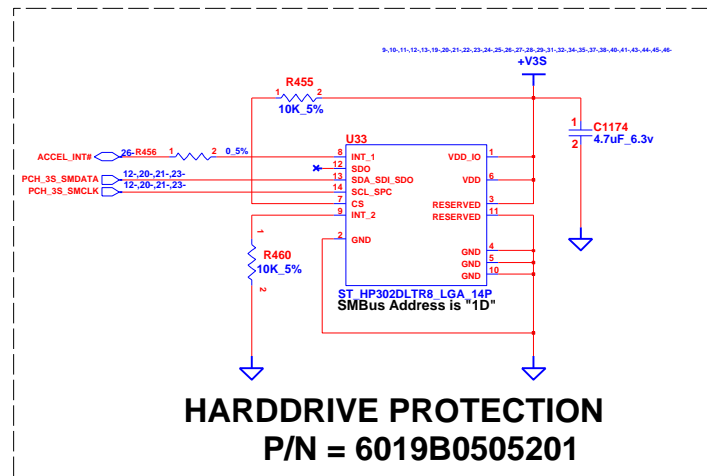 9-,10-,11-,12-,13-,19-,20-,21-,22-,23-,24-,25-,26-,27-,28-,29-,31-,32-,34-,35-,37-,38-,40-,41-,43-,44-,45-,46-
+V3S
R455
1 2
10K_5%
1 C1174
4.7uF_6.3v
2
U33
ACCEL_INT# 26- R456 1 2 0_5% 8 INT_1 VDD_IO 1
12 SDO
PCH_3S_SMDATA 12-,20-,21-,23- 13 SDA_SDI_SDO VDD 6
PCH_3S_SMCLK 12-,20-,21-,23- 14 SCL_SPC
7 CS RESERVED 3
9 INT_2 RESERVED 11
1
2 GND
R460
10K_5%
2
GND 4
GND 5
GND 10
ST_HP302DLTR8_LGA_14P
SMBus Address is "1D"
HARDDRIVE PROTECTION
P/N = 6019B0505201